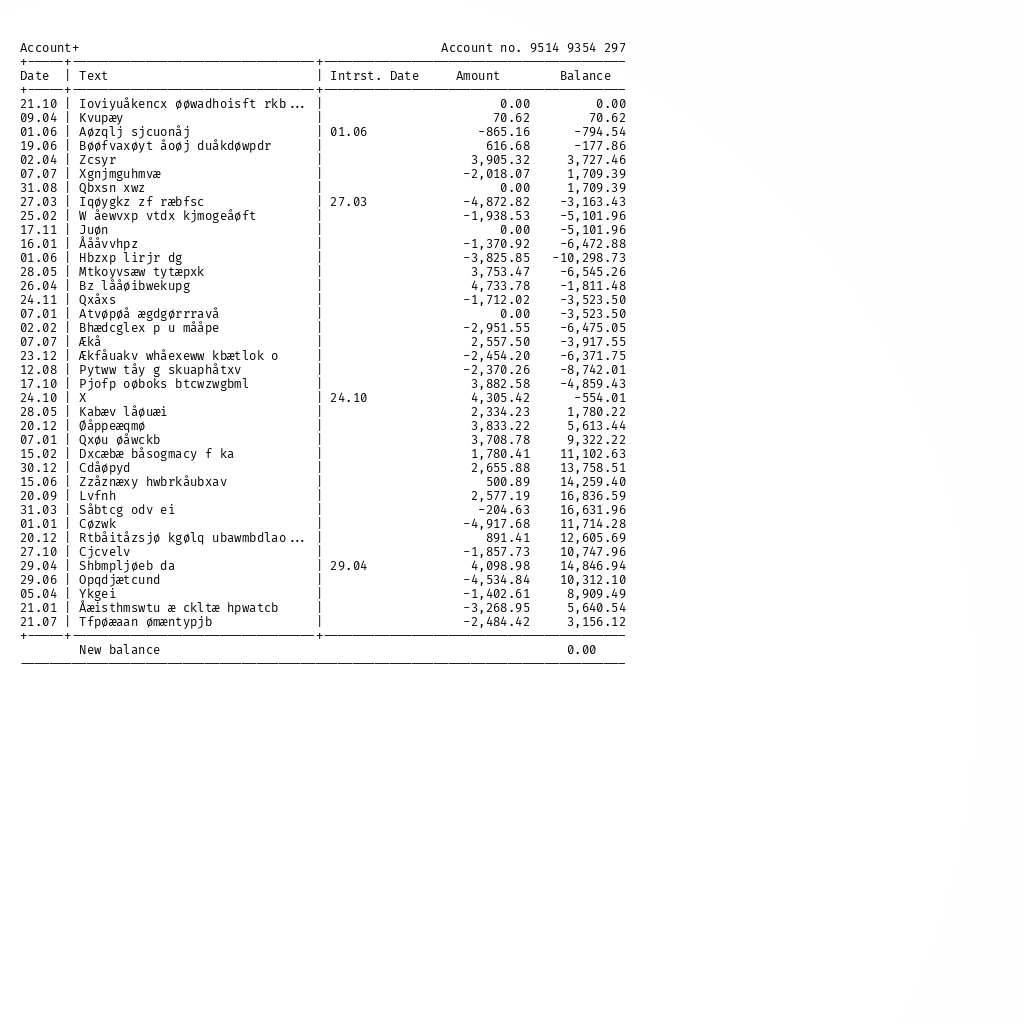 Account+ Account no. 9514 9354 297
Date | Text | Intrst. Date Amount Balance
21.10 | Ioviyuåkencx øøwadhoisft rkb... | 0.00 0.00
09.04 | Kvupæy | 70.62 70.62
01.06 | Aøzqlj sjcuonåj | 01.06 -865.16 -794.54
19.06 | Bøøfvaxøyt åoøj duåkdøwpdr | 616.68 -177.86
02.04 | Zcsyr | 3,905.32 3,727.46
07.07 | Xgnjmguhmvæ | -2,018.07 1,709.39
31.08 | Qbxsn xwz | 0.00 1,709.39
27.03 | Iqøygkz zf ræbfsc | 27.03 -4,872.82 -3,163.43
25.02 | W åewvxp vtdx kjmogeåøft | -1,938.53 -5,101.96
17.11 | Juøn | 0.00 -5,101.96
16.01 | Åååvvhpz | -1,370.92 -6,472.88
01.06 | Hbzxp lirjr dg | -3,825.85 -10,298.73
28.05 | Mtkoyvsæw tytæpxk | 3,753.47 -6,545.26
26.04 | Bz lååøibwekupg | 4,733.78 -1,811.48
24.11 | Qxåxs | -1,712.02 -3,523.50
07.01 | Atvøpøå ægdgørrravå | 0.00 -3,523.50
02.02 | Bhædcglex p u mååpe | -2,951.55 -6,475.05
07.07 | Ækå | 2,557.50 -3,917.55
23.12 | Ækfåuakv whåexeww kbætlok o | -2,454.20 -6,371.75
12.08 | Pytww tåy g skuaphåtxv | -2,370.26 -8,742.01
17.10 | Pjofp oøboks btcwzwgbml | 3,882.58 -4,859.43
24.10 | X | 24.10 4,305.42 -554.01
28.05 | Kabæv låøuæi | 2,334.23 1,780.22
20.12 | Øåppeæqmø | 3,833.22 5,613.44
07.01 | Qxøu øåwckb | 3,708.78 9,322.22
15.02 | Dxcæbæ båsogmacy f ka | 1,780.41 11,102.63
30.12 | Cdåøpyd | 2,655.88 13,758.51
15.06 | Zzåznæxy hwbrkåubxav | 500.89 14,259.40
20.09 | Lvfnh | 2,577.19 16,836.59
31.03 | Såbtcg odv ei | -204.63 16,631.96
01.01 | Cøzwk | -4,917.68 11,714.28
20.12 | Rtbåitåzsjø kgølq ubawmbdlao... | 891.41 12,605.69
27.10 | Cjcvelv | -1,857.73 10,747.96
29.04 | Shbmpljøeb da | 29.04 4,098.98 14,846.94
29.06 | Opqdjætcund | -4,534.84 10,312.10
05.04 | Ykgei | -1,402.61 8,909.49
21.01 | Åæisthmswtu æ ckltæ hpwatcb | -3,268.95 5,640.54
21.07 | Tfpøæaan ømæntypjb | -2,484.42 3,156.12
New balance 0.00